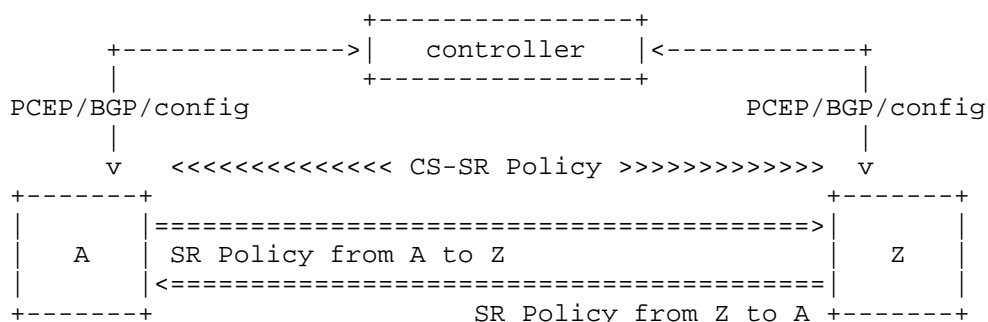 controller
PCEP/BGP/config PCEP/BGP/config
<<<<<<<<<<<<<< CS-SR Policy >>>>>>>>>>>>>
A SR Policy from A to Z Z
SR Policy from Z to A